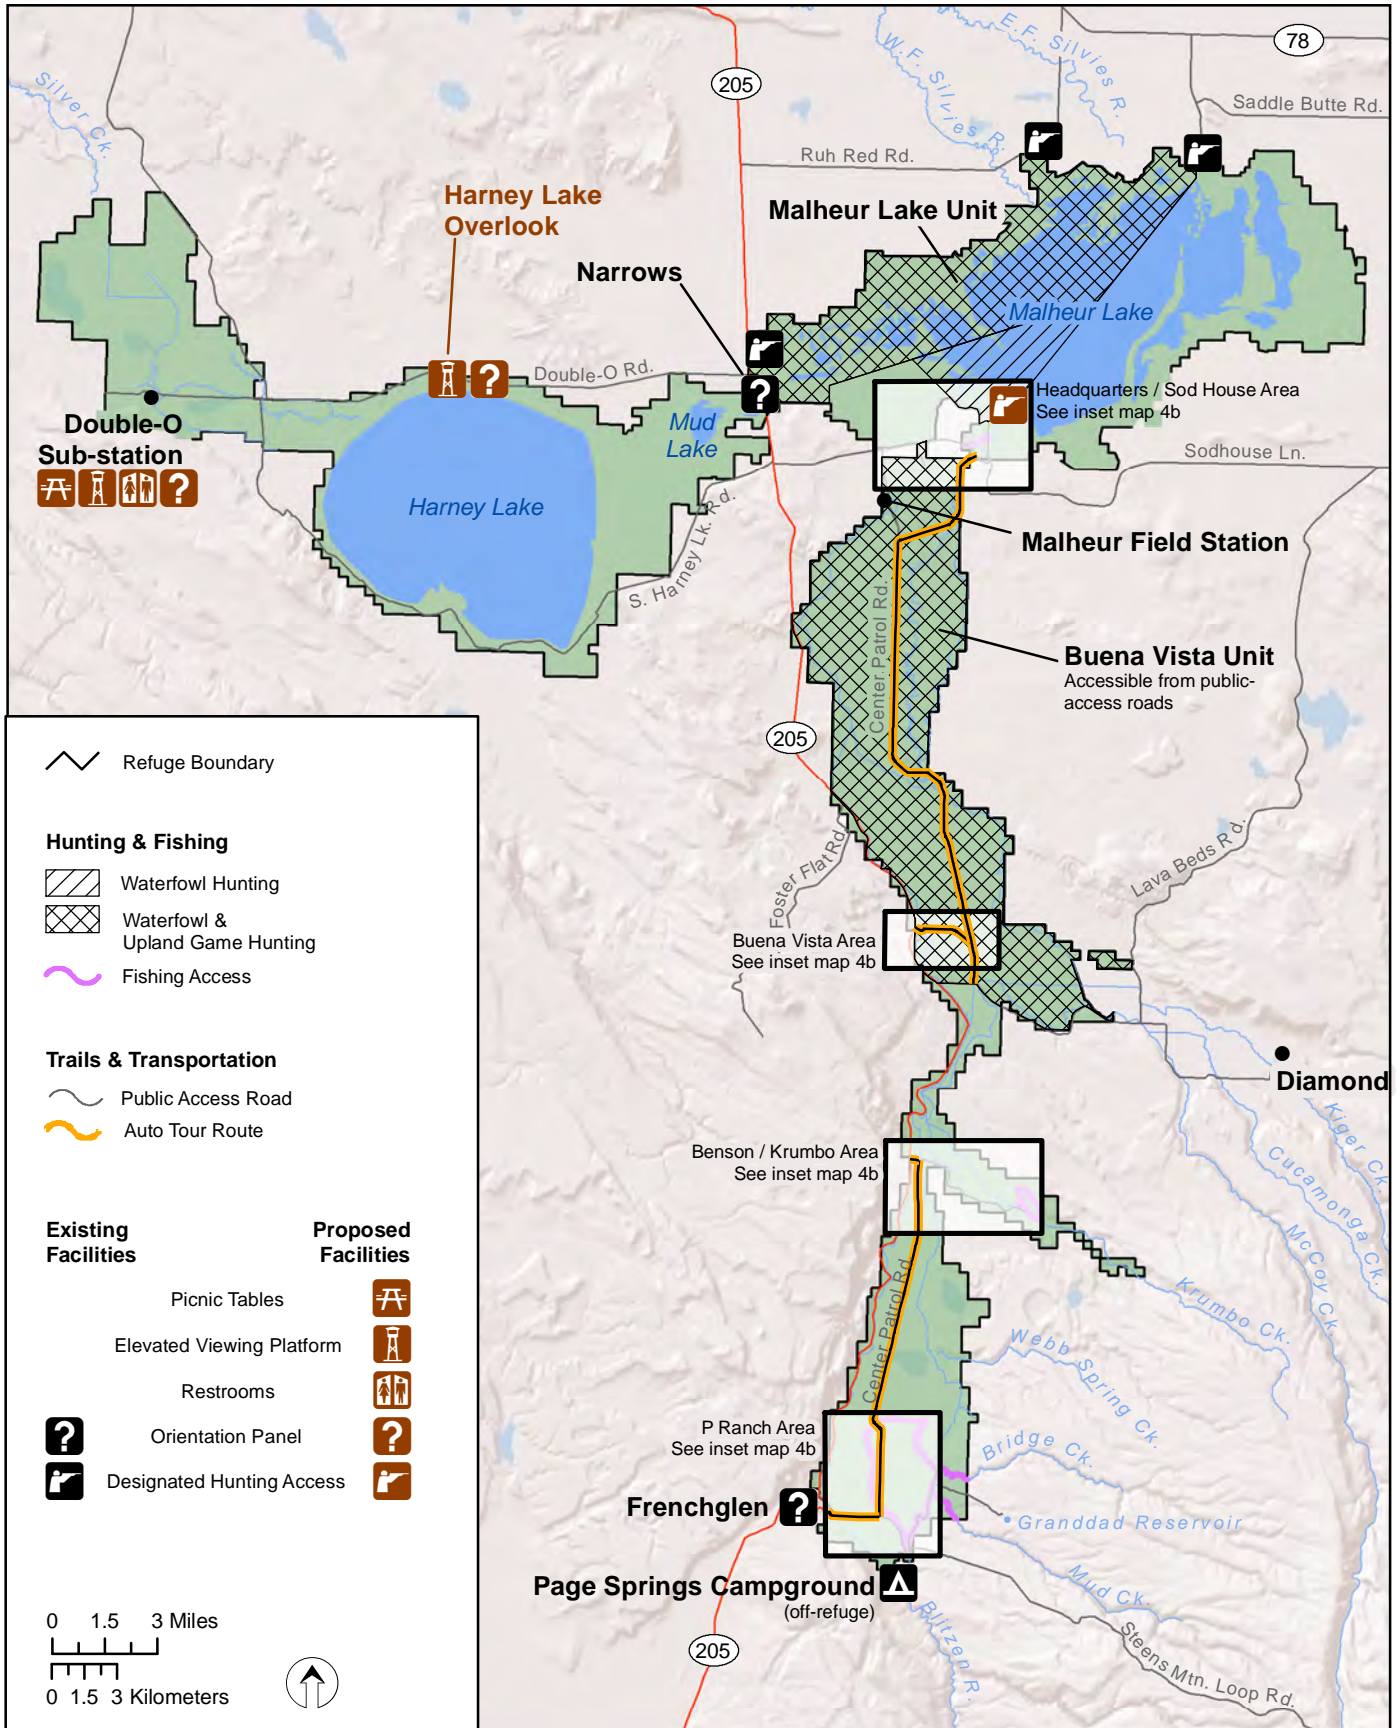 78
E.F. Silvies R.
W.F. Silvies R.
205
Silver Ck.
Saddle Butte Rd.
Ruh Red Rd.
Harney Lake
Overlook
Malheur Lake Unit
Narrows
Malheur Lake
Double-O Rd.
?
?
Headquarters / Sod House Area
See inset map 4b
Mud
Lake
Double-O
Sub-station
?
Sodhouse Ln.
Harney Lake
S. Harney Lk. Rd.
Malheur Field Station
Center Patrol Rd.
Buena Vista Unit
Accessible from public-
access roads
205
Foster Flat Rd.
Lava Beds Rd.
Buena Vista Area
See inset map 4b
Diamond
Kiger Ck.
Cucamonga Ck.
McCoy Ck.
Benson / Krumbo Area
See inset map 4b
Krumbo Ck.
Center Patrol Rd.
Webb Spring Ck.
P Ranch Area
See inset map 4b
Bridge Ck.
Frenchglen
?
Granddad Reservoir
Page Springs Campground
(off-refuge)
Mud Ck.
Blitzen R.
Steens Mtn. Loop Rd.
205
Refuge Boundary
Hunting & Fishing
Waterfowl Hunting
Waterfowl &
Upland Game Hunting
Fishing Access
Trails & Transportation
Public Access Road
Auto Tour Route
Existing
Facilities
Proposed
Facilities
Picnic Tables
Elevated Viewing Platform
Restrooms
? Orientation Panel ?
Designated Hunting Access
0 1.5 3 Miles
0 1.5 3 Kilometers